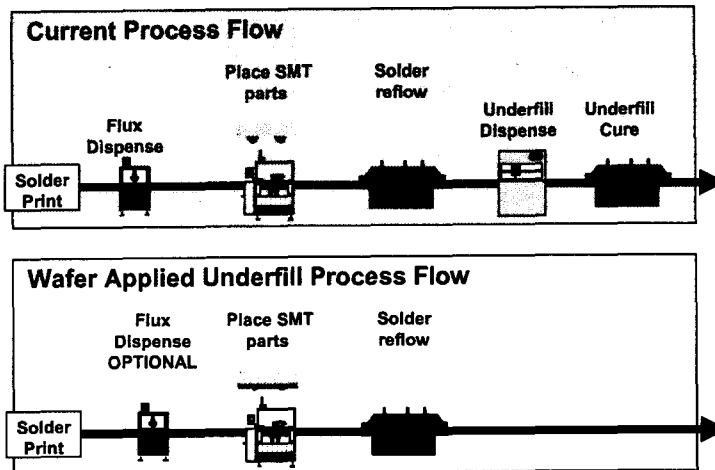 Current Process Flow
Place SMT
parts
Solder
reflow
Flux
Dispense
Underfill
Dispense
Underfill
Cure
Solder
Print
Wafer Applied Underfill Process Flow
Flux
Dispense
OPTIONAL
Place SMT
parts
Solder
reflow
Solder
Print